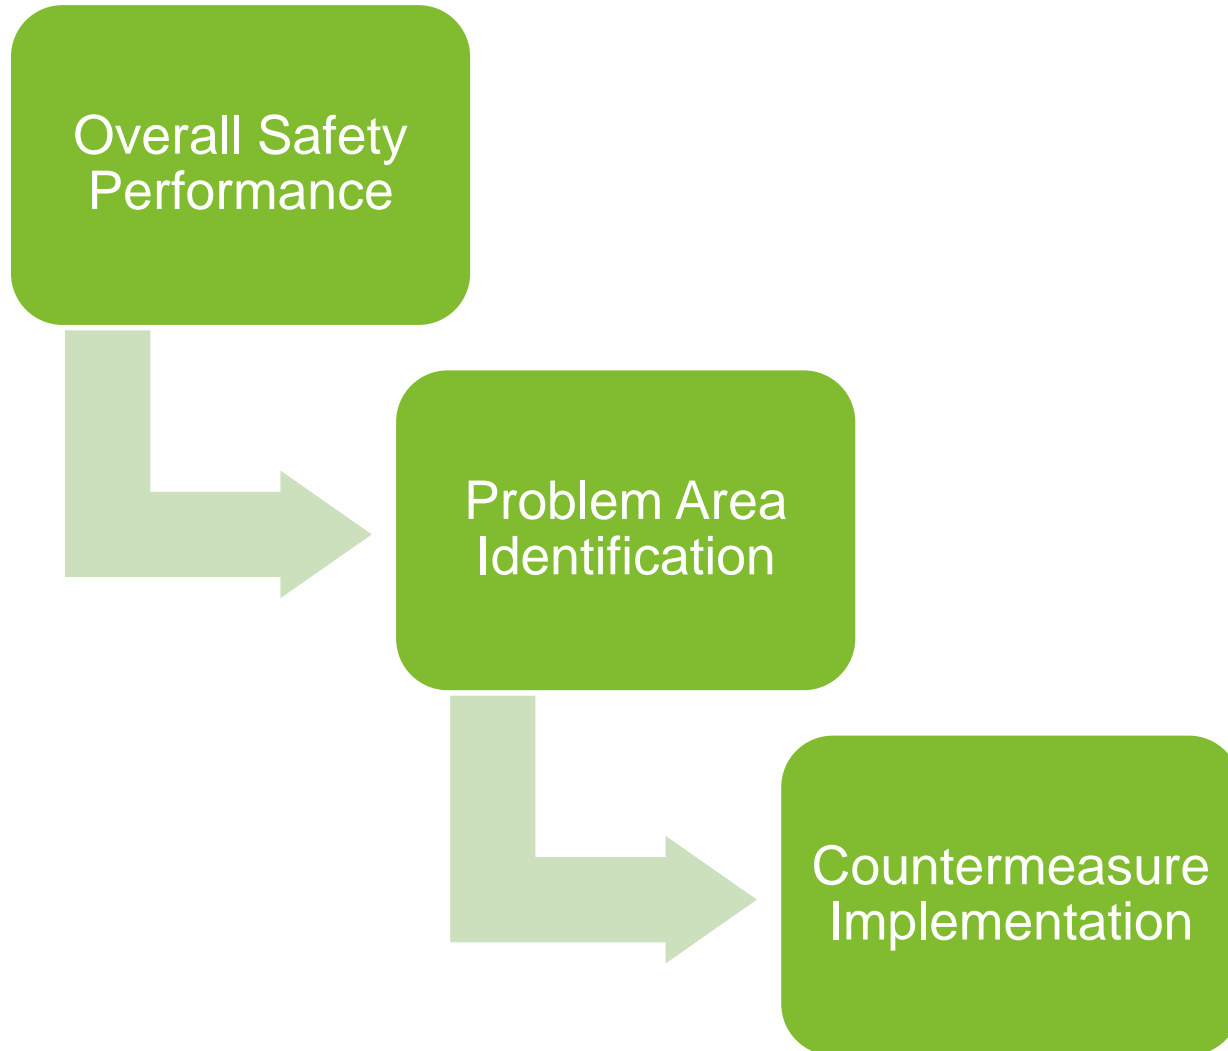 Overall Safety
Performance
Problem Area
Identification
Countermeasure
Implementation